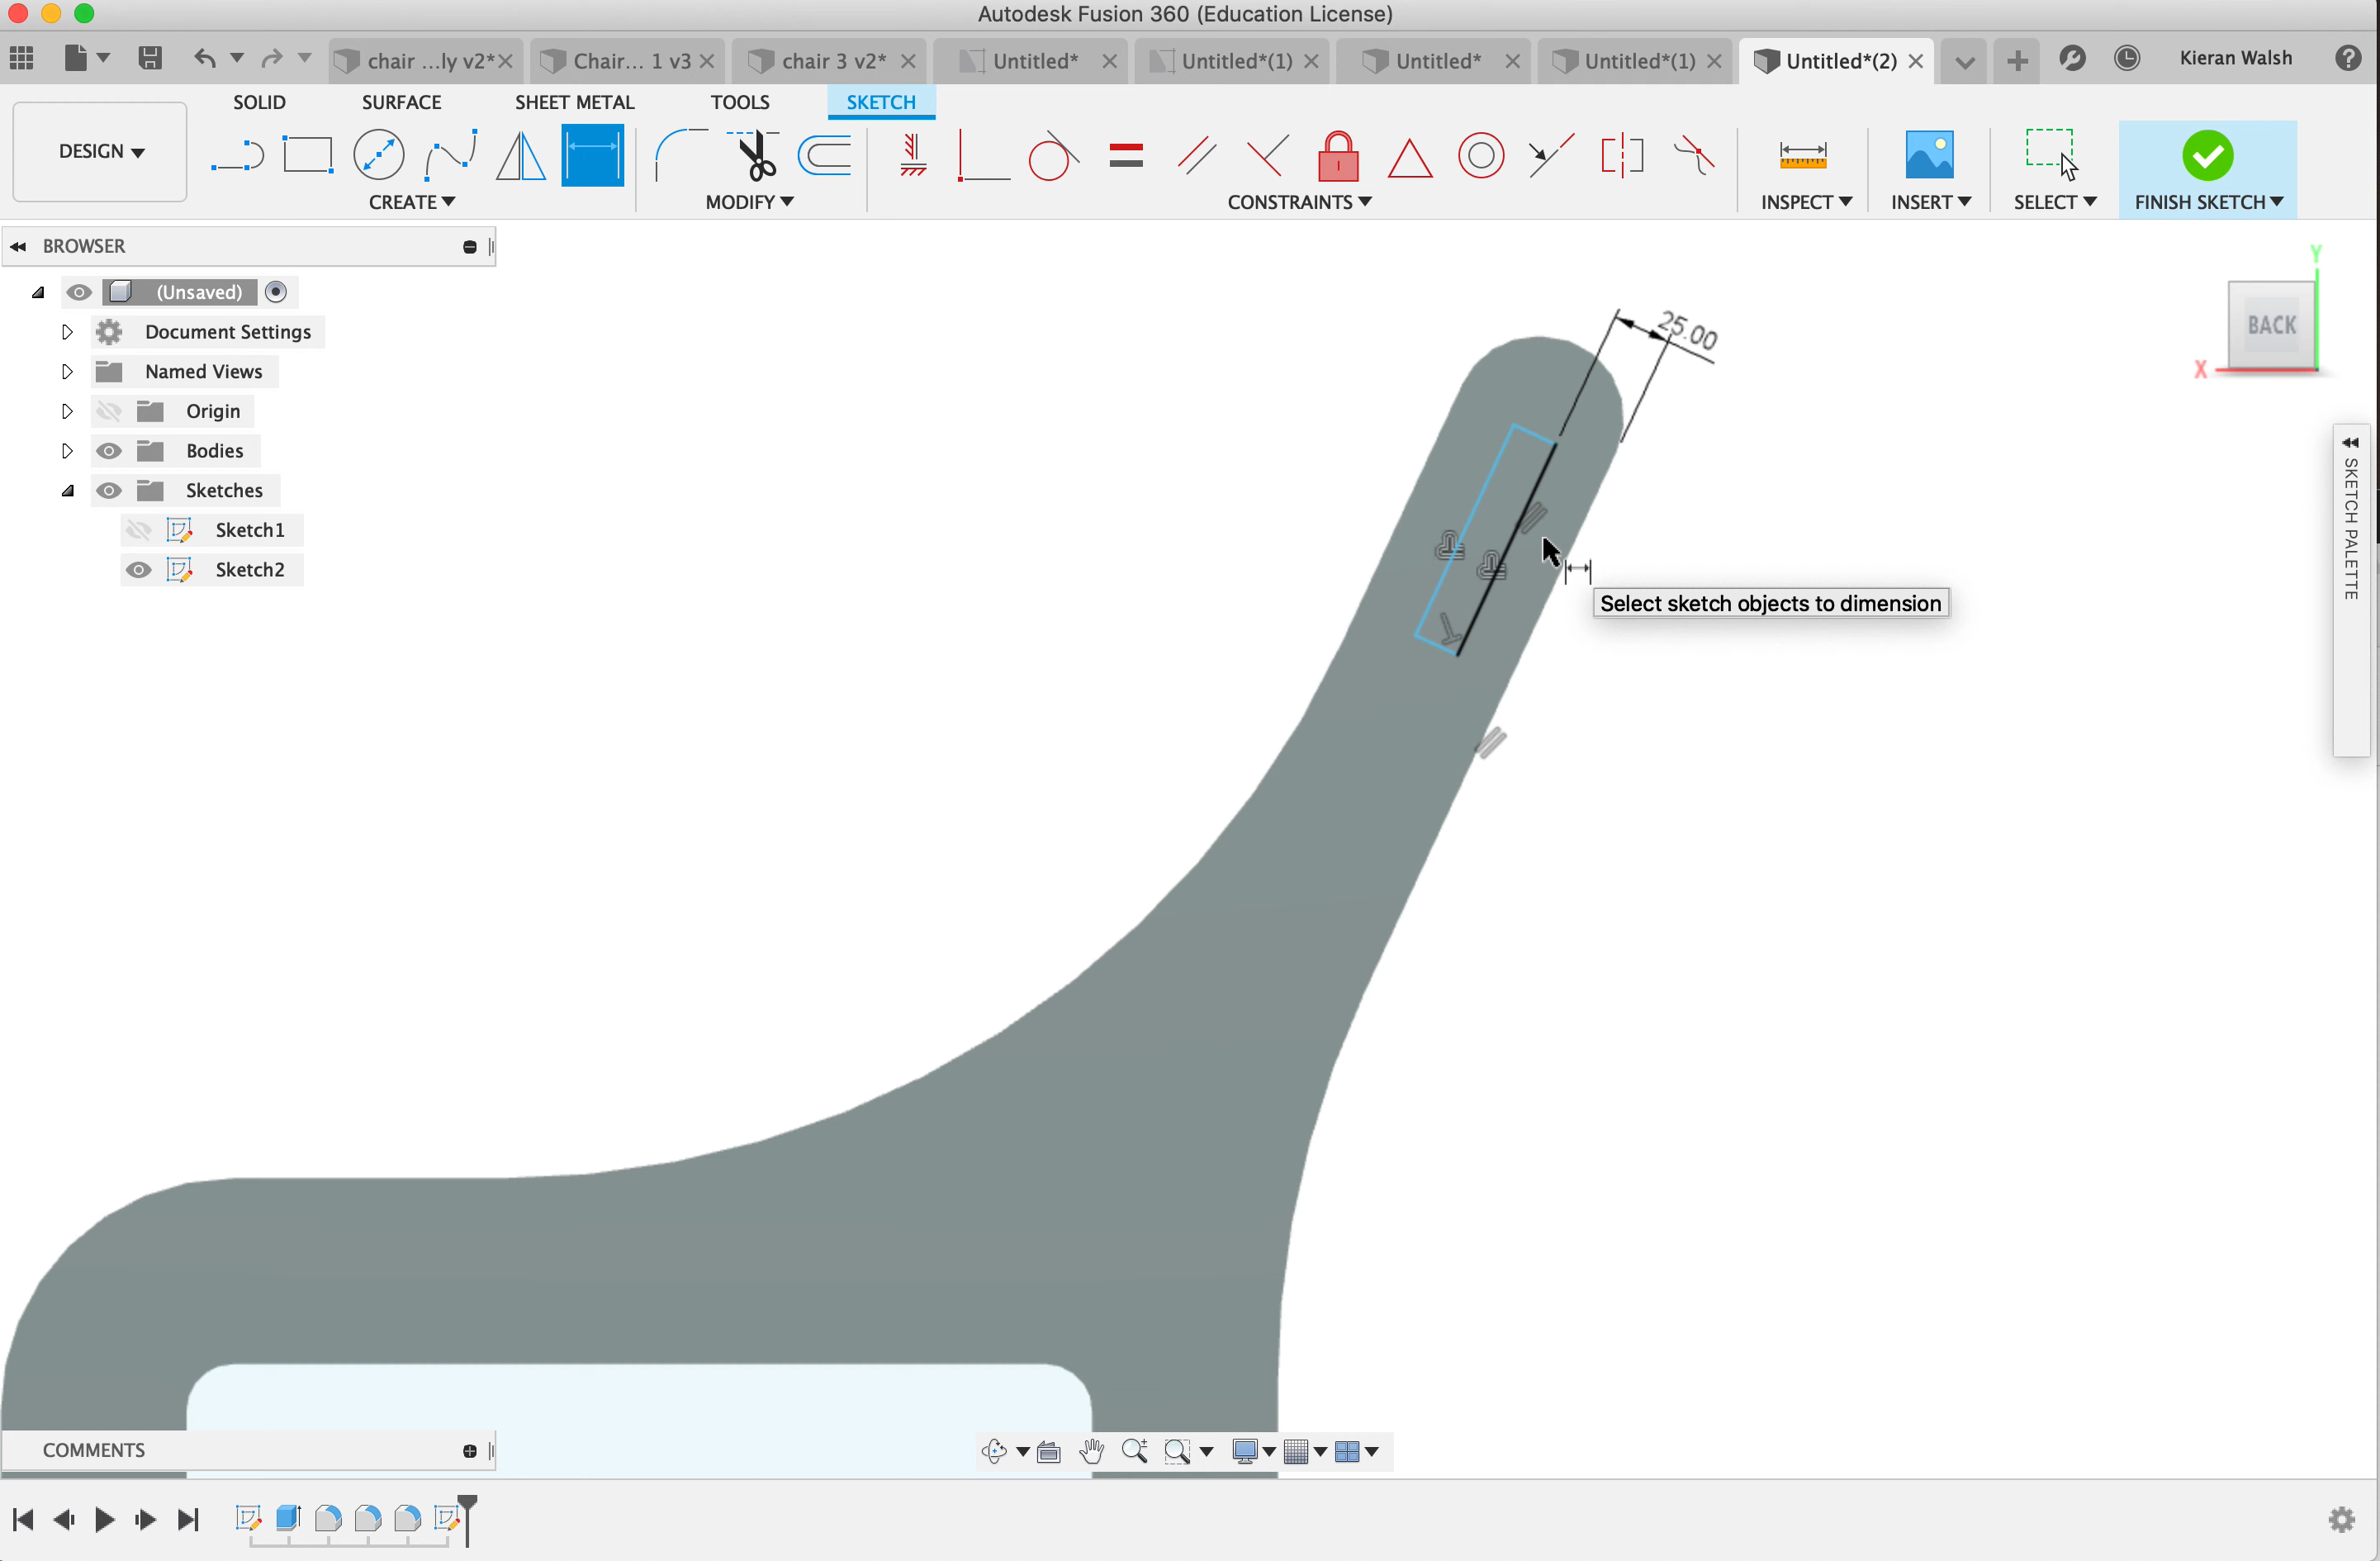 Autodesk Fusion 360 (Education License)
chair ...ly v2*
Chair... 1 v3
chair 3 v2*
Untitled*
Untitled*(1)
Untitled*
Untitled*(1)
Untitled*(2)
Kieran Walsh
SOLID
SURFACE
SHEET METAL
TOOLS
SKETCH
DESIGN
CREATE
MODIFY
CONSTRAINTS
INSPECT
INSERT
SELECT
FINISH SKETCH
BROWSER
(Unsaved)
Document Settings
Named Views
Origin
Bodies
Sketches
Sketch1
Sketch2
25.00
Select sketch objects to dimension
Y
BACK
X
SKETCH PALETTE
COMMENTS